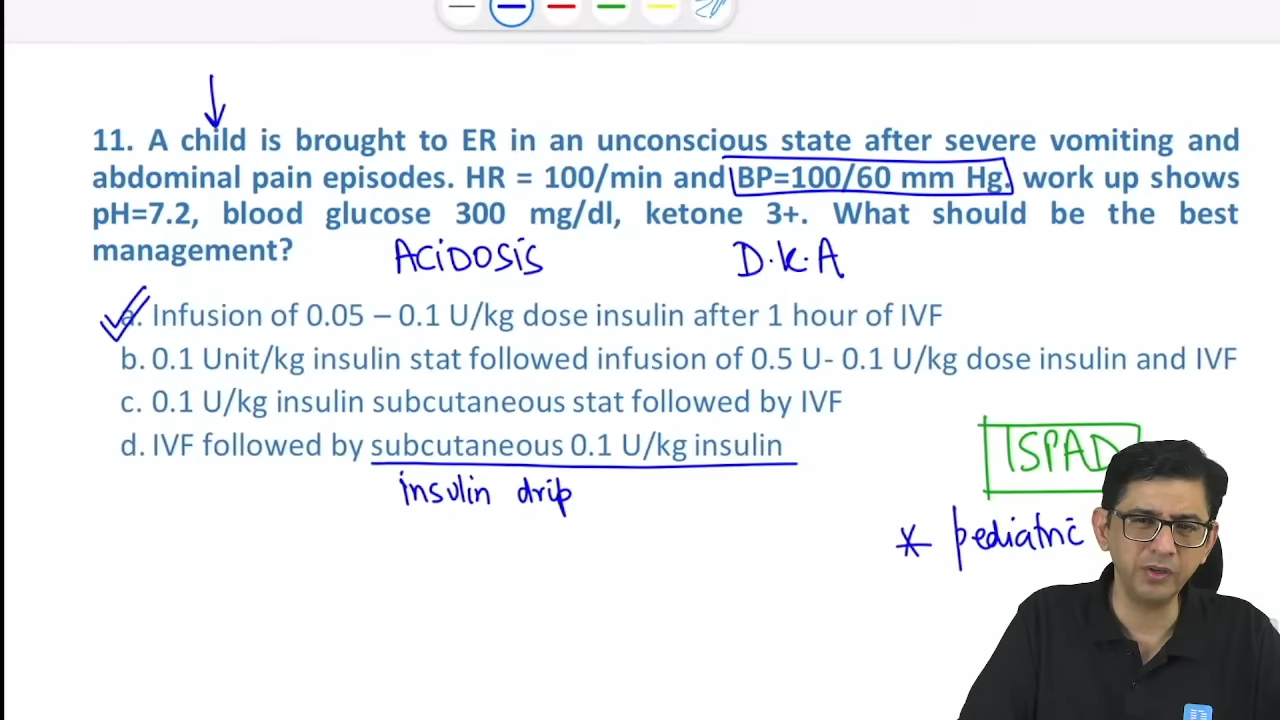 11. A child is brought to ER in an unconscious state after severe vomiting and
abdominal pain episodes. HR = 100/min and BP=100/60 mm Hg. work up shows
pH=7.2, blood glucose 300 mg/dl, ketone 3+. What should be the best
management?
ACiDOSiS D.K.A
a. Infusion of 0.05 – 0.1 U/kg dose insulin after 1 hour of IVF
b. 0.1 Unit/kg insulin stat followed infusion of 0.5 U- 0.1 U/kg dose insulin and IVF
c. 0.1 U/kg insulin subcutaneous stat followed by IVF
d. IVF followed by subcutaneous 0.1 U/kg insulin
insulin drip
ISPAD
* pediatric